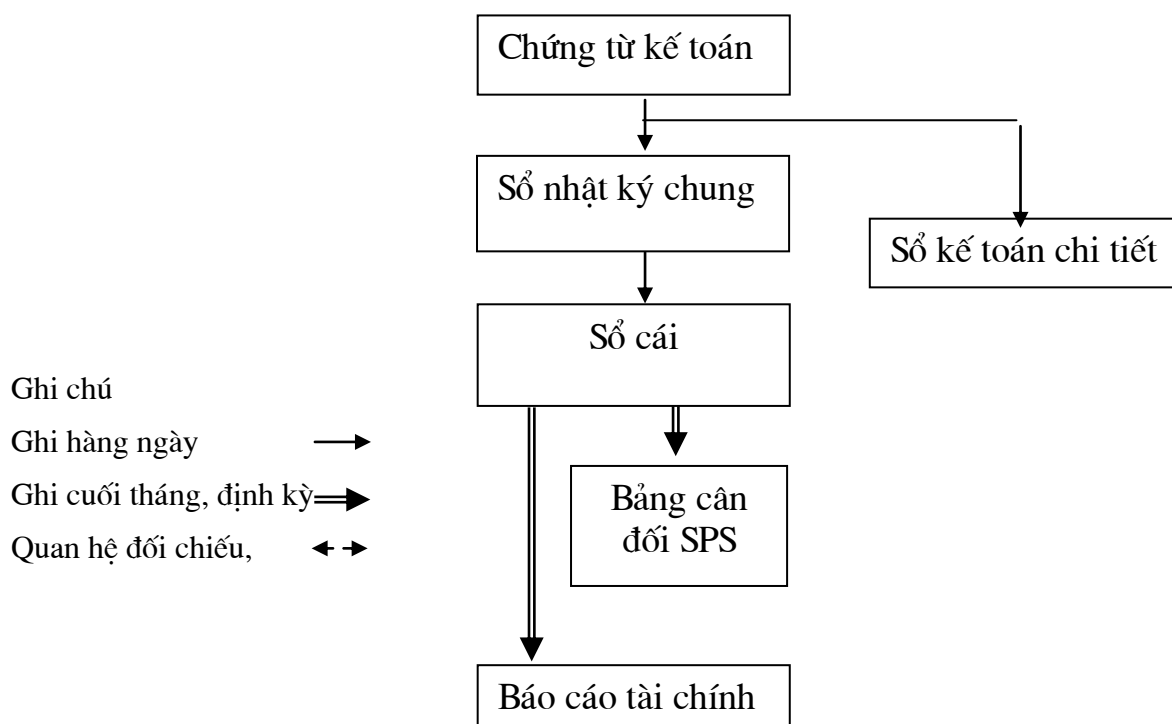 Chứng từ kế toán
Sổ nhật ký chung
Sổ kế toán chi tiết
Sổ cái
Ghi chú
Ghi hàng ngày
Ghi cuối tháng, định kỳ
Quan hệ đối chiếu,
Bảng cân
đối SPS
Báo cáo tài chính